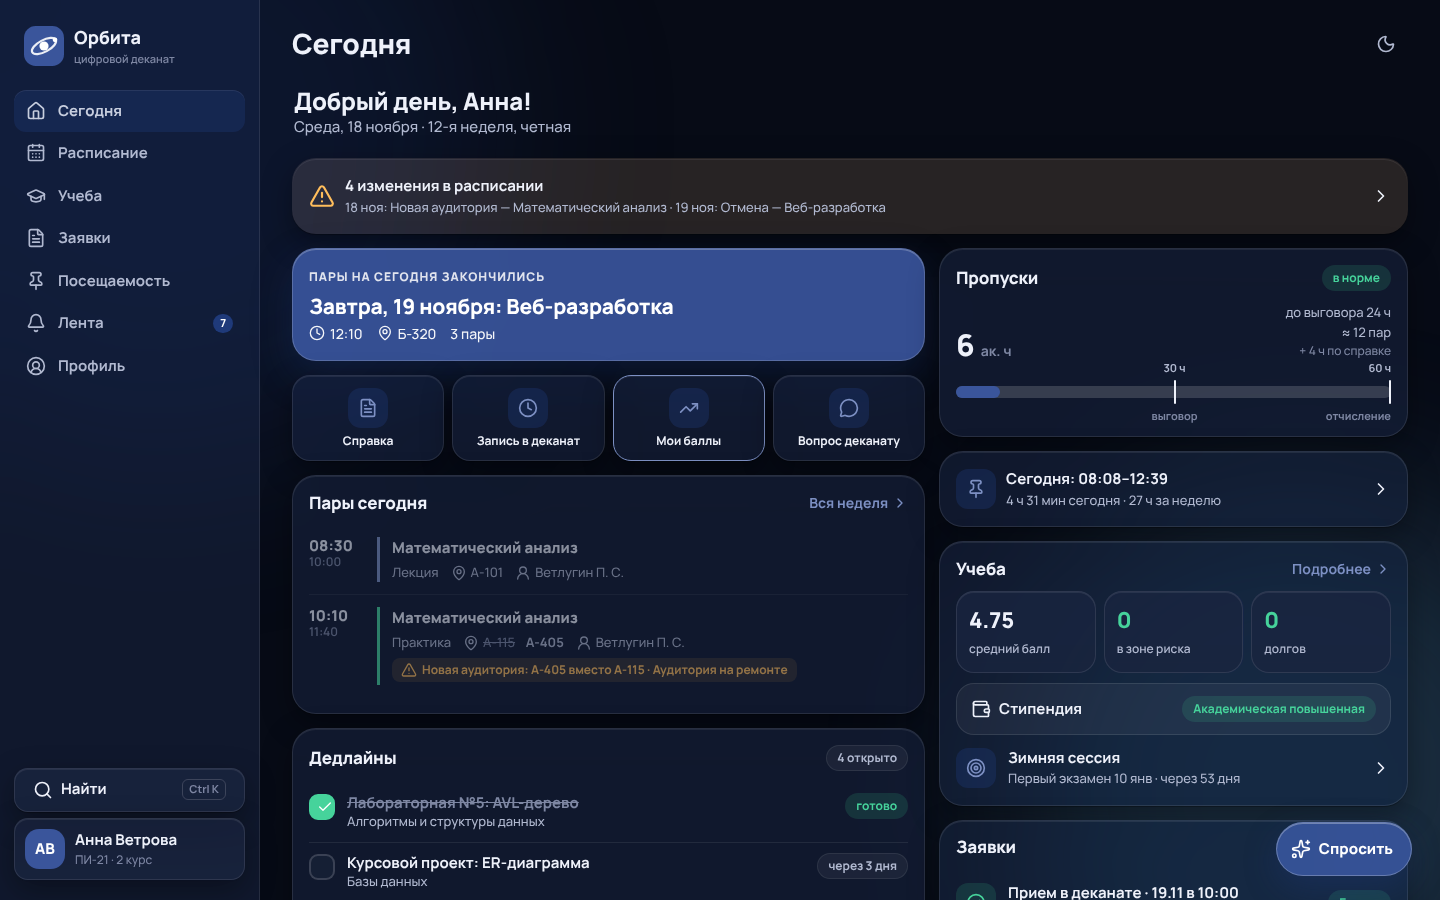 Орбита
цифровой деканат
Сегодня
Расписание
Учеба
Заявки
Посещаемость
Лента
7
Профиль
Найти
Ctrl K
АВ
Анна Ветрова
ПИ-21 · 2 курс
Сегодня
Добрый день, Анна!
Среда, 18 ноября · 12-я неделя, четная
4 изменения в расписании
18 ноя: Новая аудитория — Математический анализ · 19 ноя: Отмена — Веб-разработка
ПАРЫ НА СЕГОДНЯ ЗАКОНЧИЛИСЬ
Завтра, 19 ноября: Веб-разработка
12:10 Б-320 3 пары
Справка
Запись в деканат
Мои баллы
Вопрос деканату
Пары сегодня
Вся неделя
08:30
10:00
Математический анализ
Лекция А-101 Ветлугин П. С.
10:10
11:40
Математический анализ
Практика А-115 А-405 Ветлугин П. С.
Новая аудитория: А-405 вместо А-115 · Аудитория на ремонте
Дедлайны
4 открыто
Лабораторная №5: AVL-дерево
Алгоритмы и структуры данных
готово
Курсовой проект: ER-диаграмма
Базы данных
через 3 дня
Пропуски
в норме
6 ак. ч
до выговора 24 ч
≈ 12 пар
+ 4 ч по справке
30 ч
60 ч
выговор
отчисление
Сегодня: 08:08–12:39
4 ч 31 мин сегодня · 27 ч за неделю
Учеба
Подробнее
4.75
средний балл
0
в зоне риска
0
долгов
Стипендия
Академическая повышенная
Зимняя сессия
Первый экзамен 10 янв · через 53 дня
Заявки
Спросить
Прием в деканате · 19.11 в 10:00